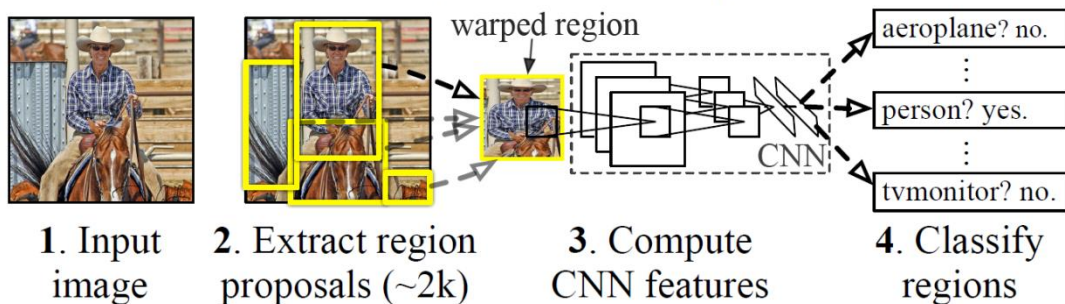 warped region
aeroplane? no.
⋮
person? yes.
⋮
tvmonitor? no.
CNN
1. Input
image
2. Extract region
proposals (~2k)
3. Compute
CNN features
4. Classify
regions